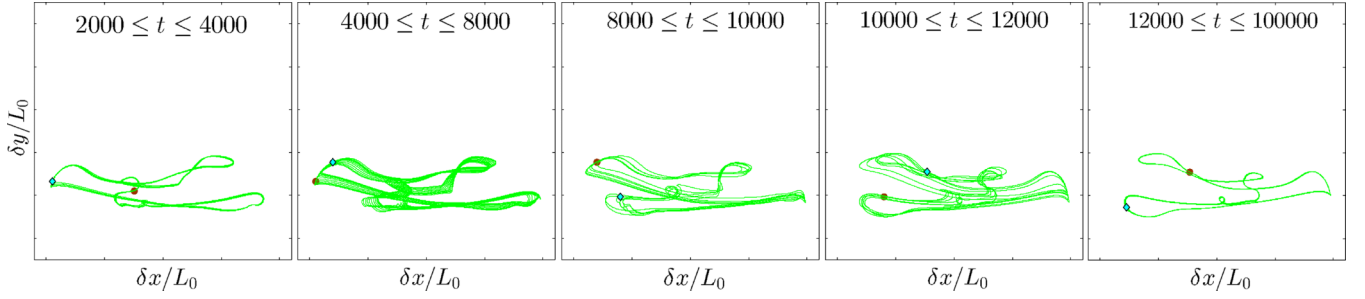 2000 ≤ t ≤ 4000
4000 ≤ t ≤ 8000
8000 ≤ t ≤ 10000
10000 ≤ t ≤ 12000
12000 ≤ t ≤ 100000
δy/L₀
δx/L₀
δx/L₀
δx/L₀
δx/L₀
δx/L₀